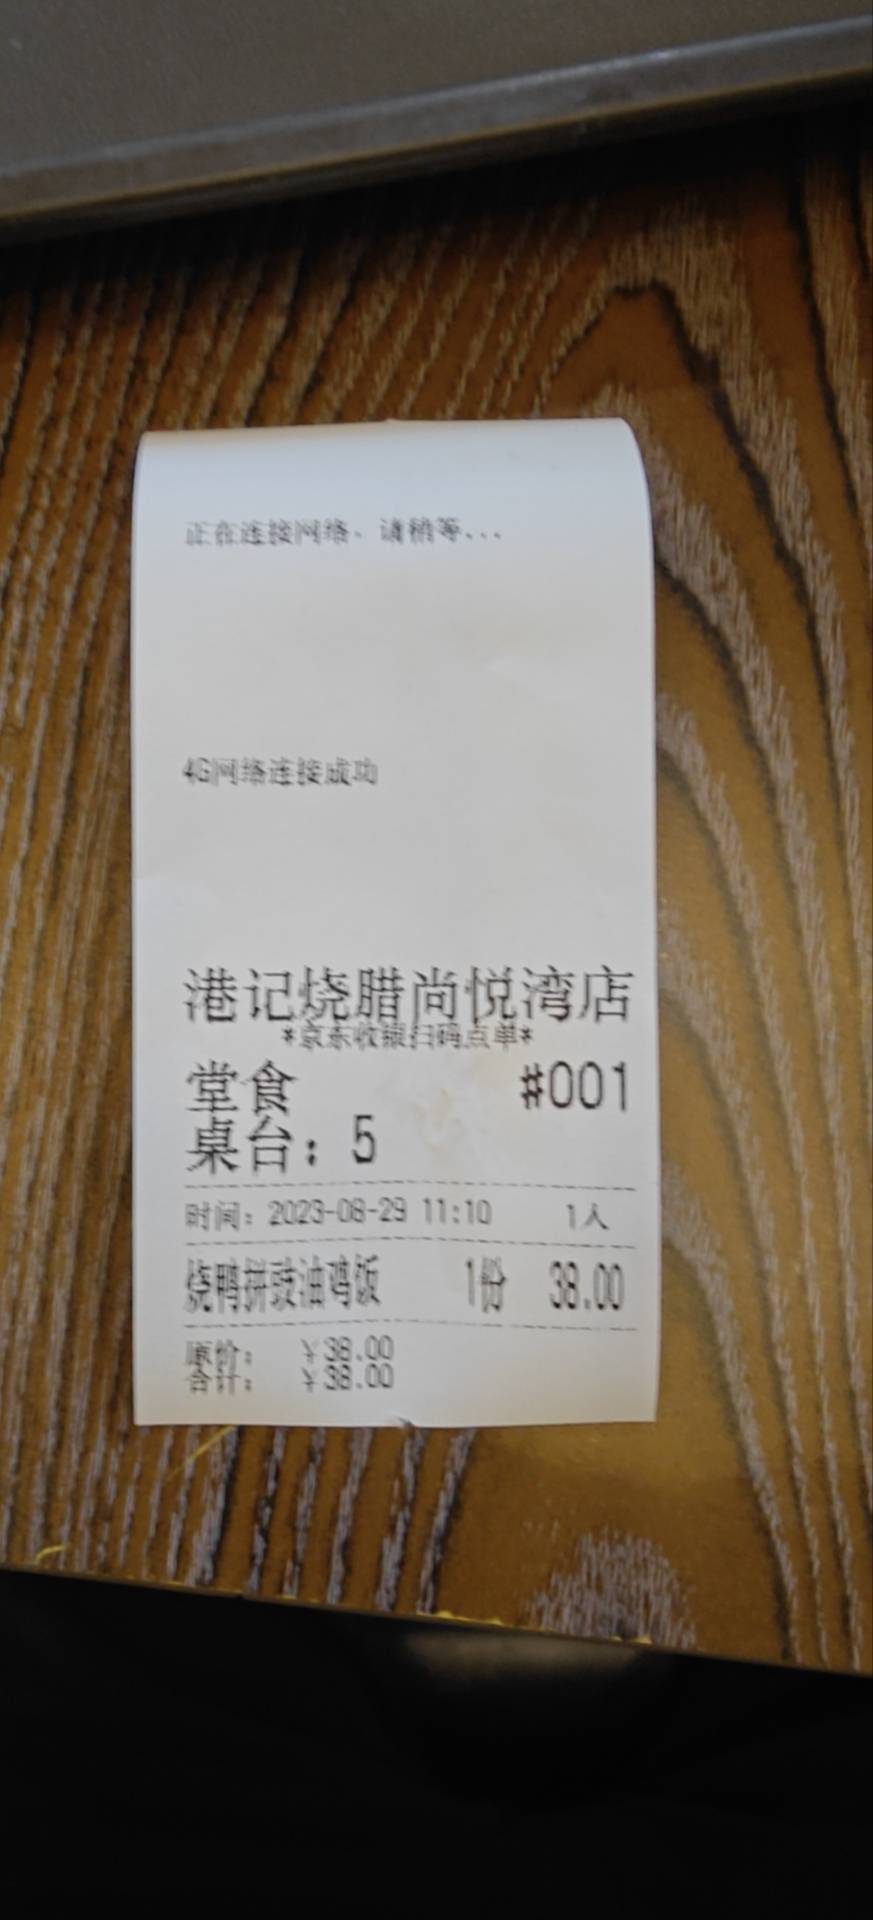 正在连接网络，请稍等...
4G网络连接成功
港记烧腊尚悦湾店
*京东收银扫码点单*
堂食 #001
桌台：5
时间：2023-08-29 11:10 1人
烧鸭拼豉油鸡饭 1份 38.00
原价： ￥38.00
合计： ￥38.00